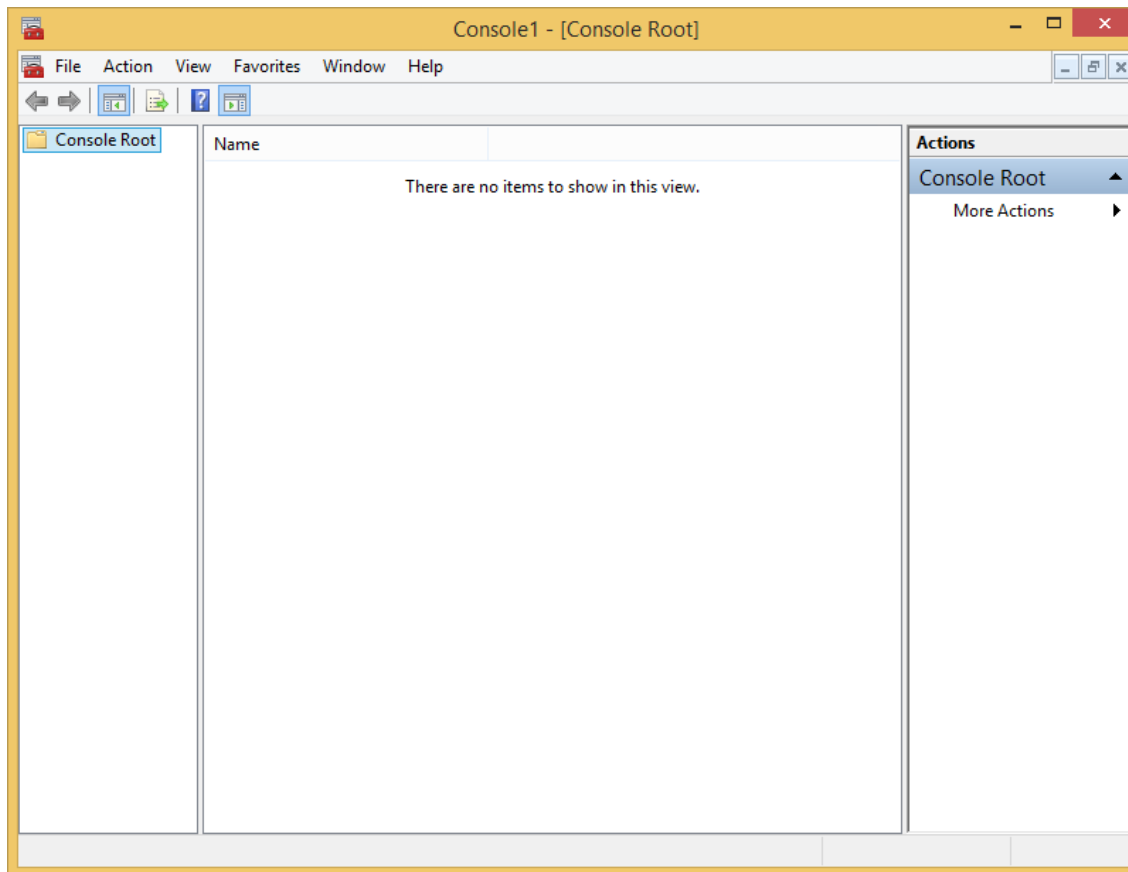 Console1 - [Console Root]
File Action View Favorites Window Help
Console Root
Name
There are no items to show in this view.
Actions
Console Root
More Actions